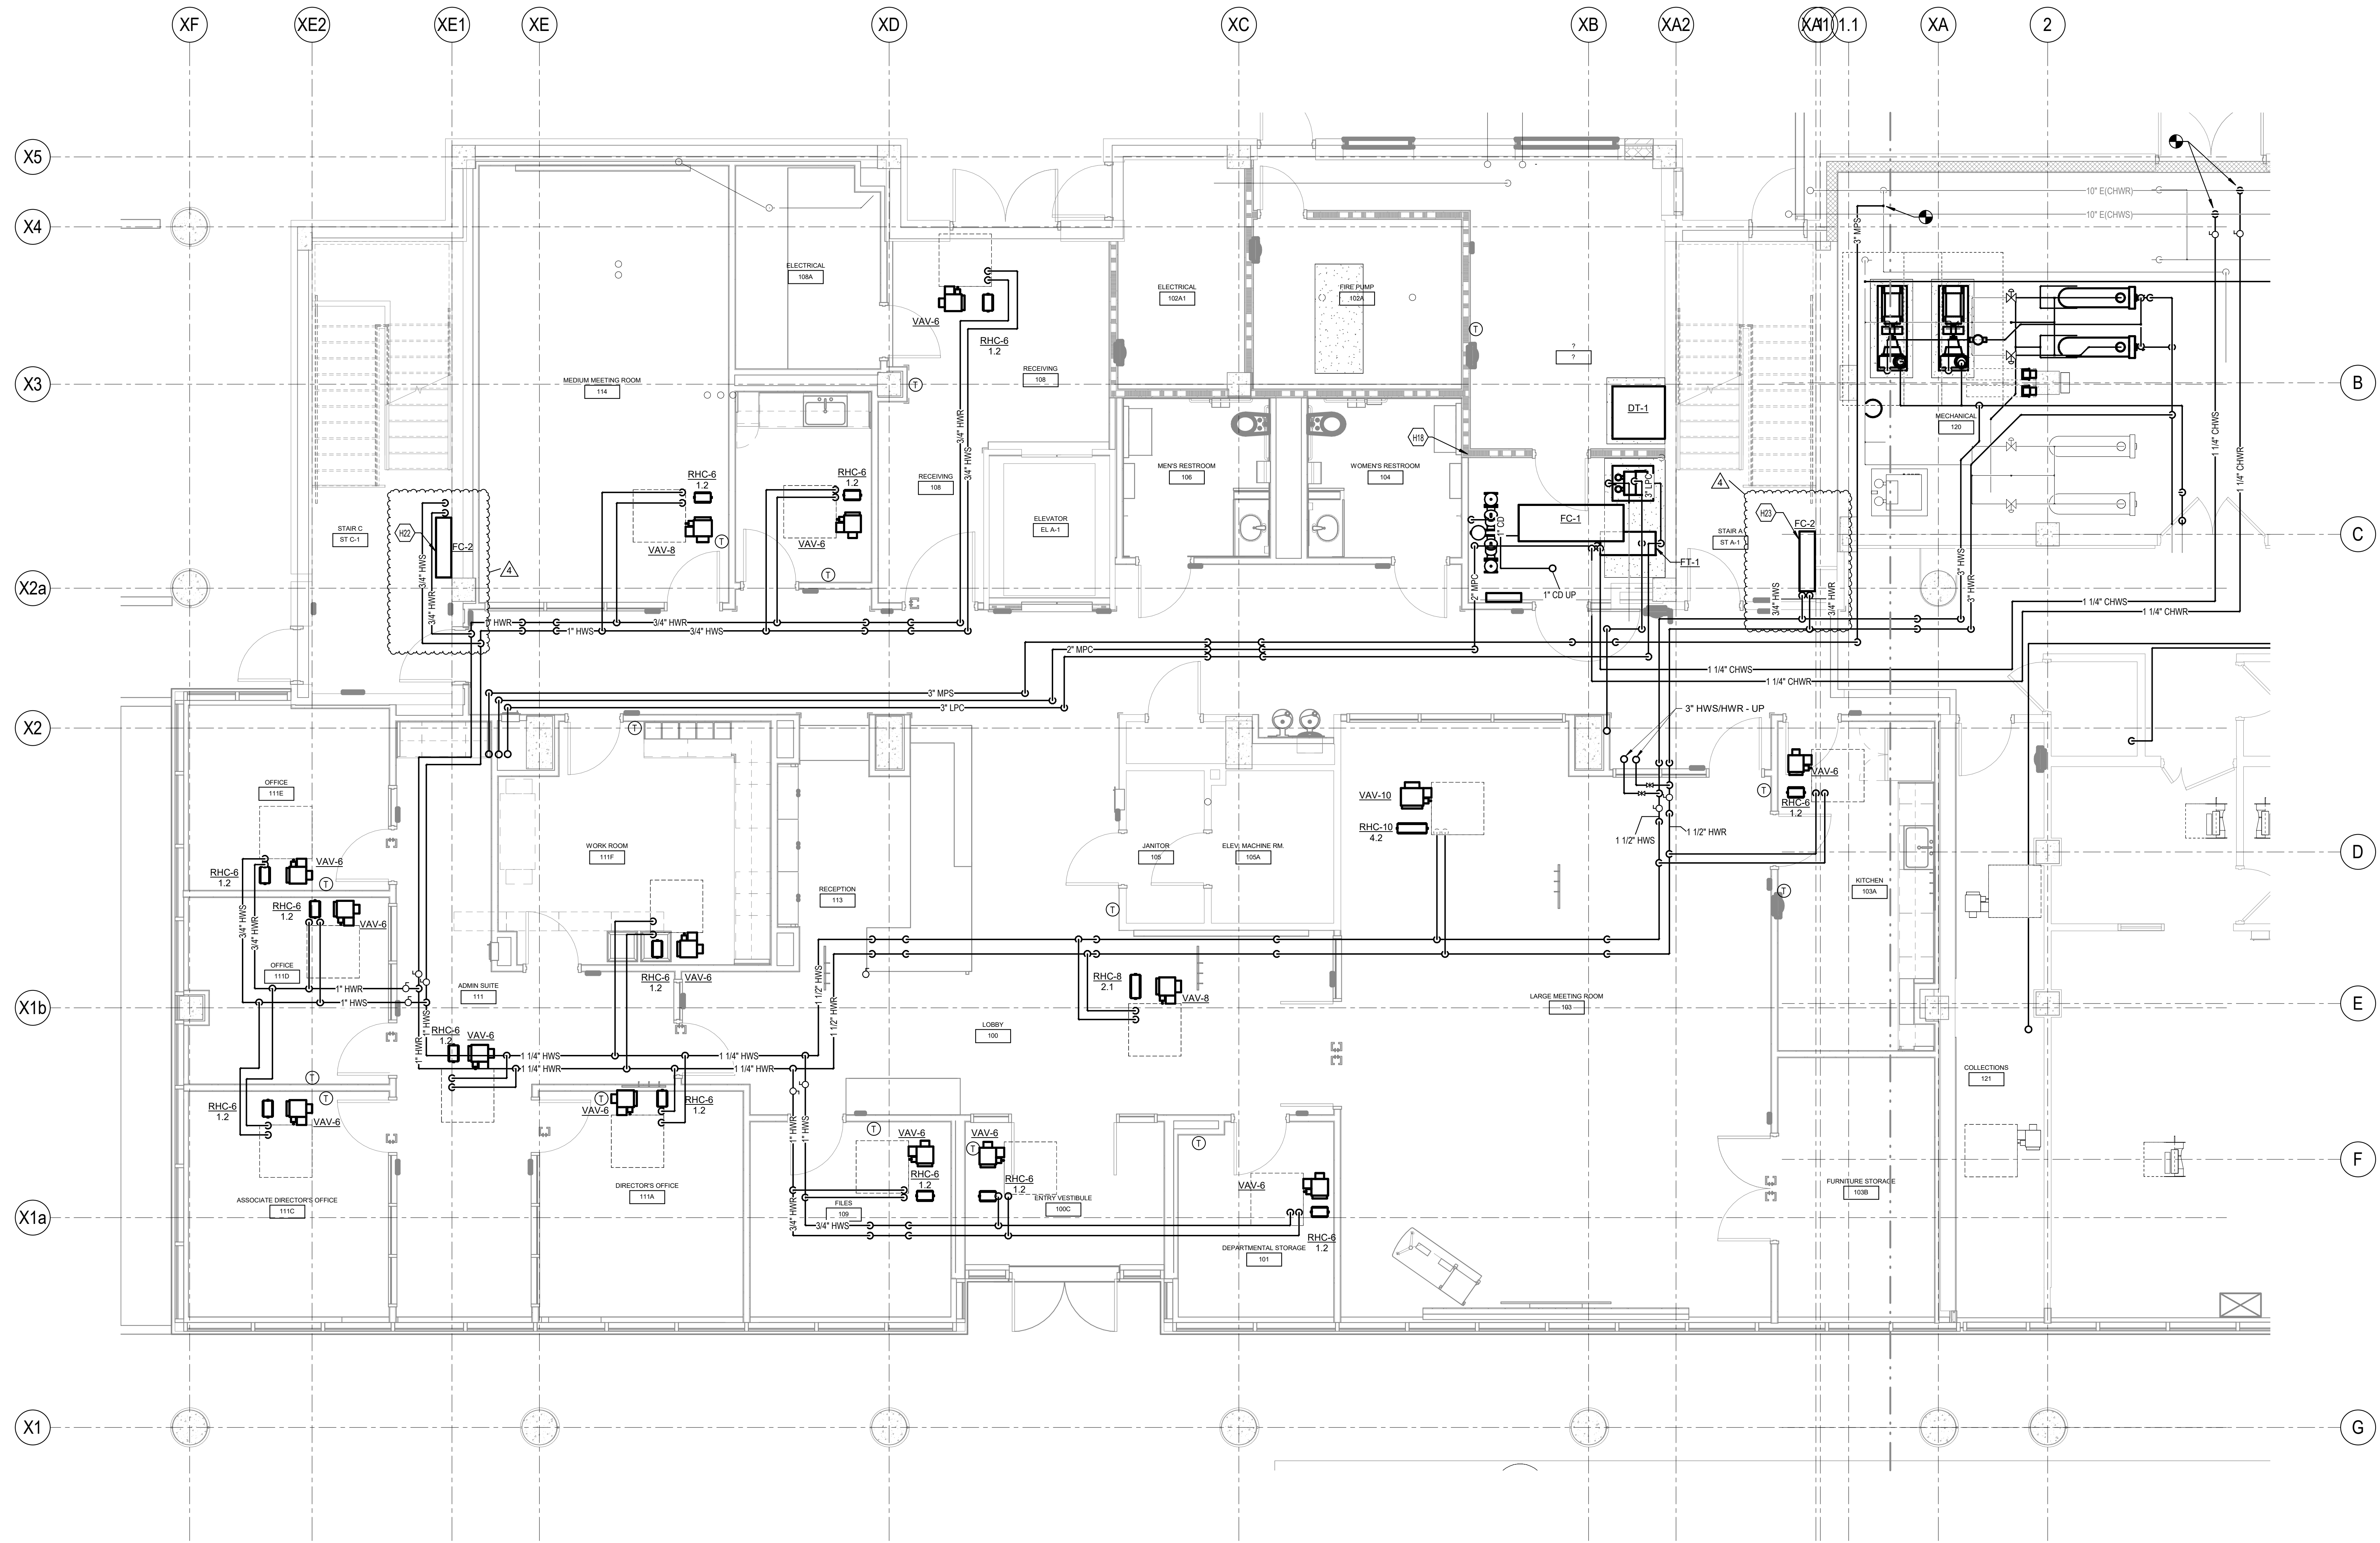 XF
XE2
XE1
XE
XD
XC
XB
XA2
XA1
1.1
XA
2
X5
X4
X3
X2a
X2
X1b
X1a
X1
B
C
D
E
F
G
10" E(CHWR)
10" E(CHWS)
3" MPS
ELECTRICAL
108A
VAV-6
RHC-6
1.2
ELECTRICAL
102A1
FIRE PUMP
102A
T
?
?
MEDIUM MEETING ROOM
114
T
RECEIVING
108
3/4" HWR
3/4" HWS
DT-1
MECHANICAL
120
1 1/4" CHWS
1 1/4" CHWR
H18
MEN'S RESTROOM
106
WOMEN'S RESTROOM
104
RHC-6
1.2
RHC-6
1.2
RECEIVING
108
3" LPC
4
STAIR C
ST C-1
H22
FC-2
VAV-8
T
VAV-6
T
ELEVATOR
EL A-1
1" CD
FC-1
FT-1
H23
FC-2
STAIR A
ST A-1
4
3/4" HWS
3/4" HWR
2" MPC
1" CD UP
3/4" HWS
3/4" HWR
3" HWS
3" HWR
1 1/4" CHWS
1 1/4" CHWR
1" HWR
3/4" HWR
1" HWS
3/4" HWS
2" MPC
1 1/4" CHWS
1 1/4" CHWR
3" MPS
3" LPC
3" HWS/HWR - UP
T
OFFICE
111E
VAV-6
T
RHC-6
1.2
VAV-10
RHC-10
4.2
1 1/2" HWS
1 1/2" HWR
WORK ROOM
111F
JANITOR
105
ELEV. MACHINE RM.
105A
RHC-6
1.2
VAV-6
T
RHC-6
1.2
VAV-6
3/4" HWS
3/4" HWR
RECEPTION
113
T
T
KITCHEN
103A
OFFICE
111D
1" HWR
1" HWS
ADMIN SUITE
111
RHC-6
1.2
VAV-6
1 1/2" HWS
1 1/2" HWR
RHC-8
2.1
VAV-8
LARGE MEETING ROOM
103
LOBBY
100
1" HWS
1" HWR
RHC-6
1.2
VAV-6
1 1/4" HWS
1 1/4" HWS
1 1/4" HWR
1 1/4" HWR
T
COLLECTIONS
121
RHC-6
1.2
T
VAV-6
T
VAV-6
RHC-6
1.2
1" HWR
1" HWS
T
VAV-6
RHC-6
1.2
VAV-6
T
RHC-6
1.2
T
VAV-6
RHC-6
1.2
ASSOCIATE DIRECTOR'S OFFICE
111C
DIRECTOR'S OFFICE
111A
FILES
109
3/4" HWR
3/4" HWS
ENTRY VESTIBULE
100C
DEPARTMENTAL STORAGE
101
FURNITURE STORAGE
103B